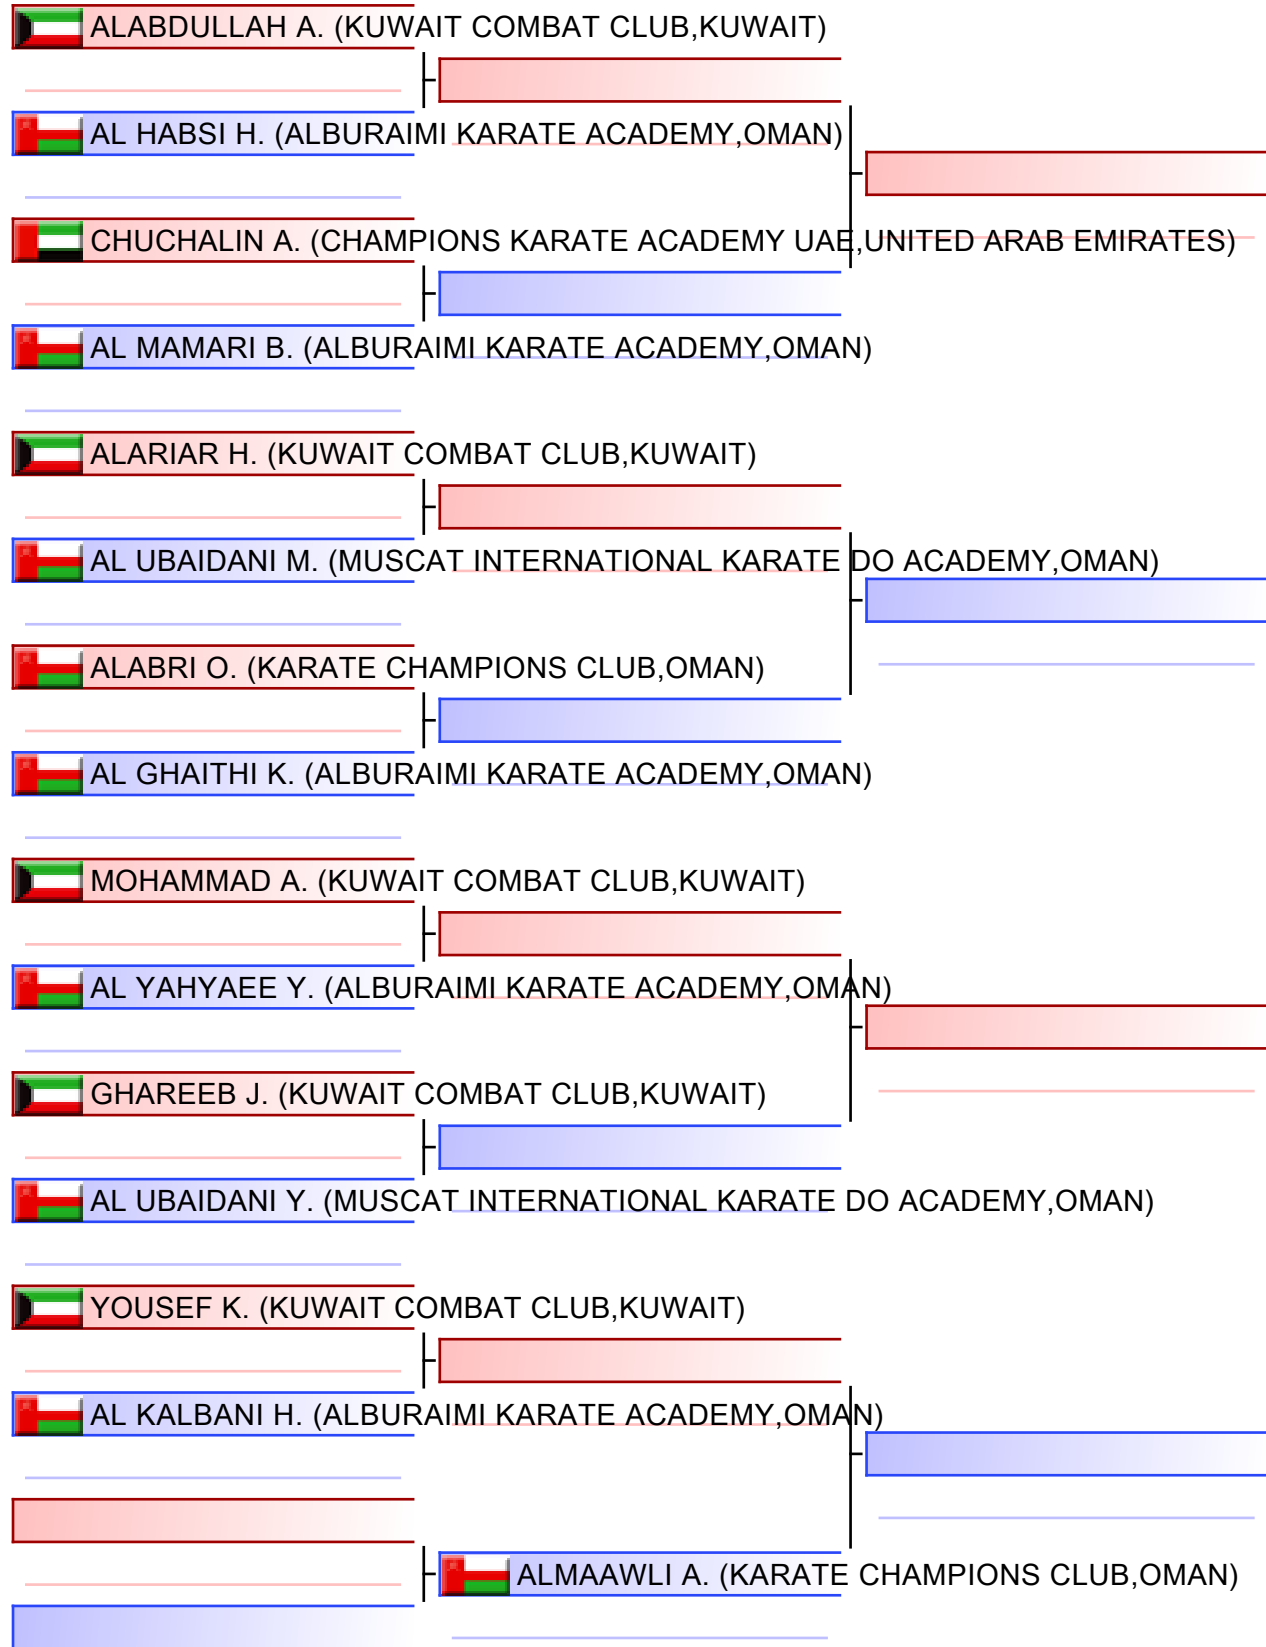 ALABDULLAH A. (KUWAIT COMBAT CLUB,KUWAIT)
AL HABSI H. (ALBURAIMI KARATE ACADEMY,OMAN)
CHUCHALIN A. (CHAMPIONS KARATE ACADEMY UAE,UNITED ARAB EMIRATES)
AL MAMARI B. (ALBURAIMI KARATE ACADEMY,OMAN)
ALARIAR H. (KUWAIT COMBAT CLUB,KUWAIT)
AL UBAIDANI M. (MUSCAT INTERNATIONAL KARATE DO ACADEMY,OMAN)
ALABRI O. (KARATE CHAMPIONS CLUB,OMAN)
AL GHAITHI K. (ALBURAIMI KARATE ACADEMY,OMAN)
MOHAMMAD A. (KUWAIT COMBAT CLUB,KUWAIT)
AL YAHYAEE Y. (ALBURAIMI KARATE ACADEMY,OMAN)
GHAREEB J. (KUWAIT COMBAT CLUB,KUWAIT)
AL UBAIDANI Y. (MUSCAT INTERNATIONAL KARATE DO ACADEMY,OMAN)
YOUSEF K. (KUWAIT COMBAT CLUB,KUWAIT)
AL KALBANI H. (ALBURAIMI KARATE ACADEMY,OMAN)
ALMAAWLI A. (KARATE CHAMPIONS CLUB,OMAN)